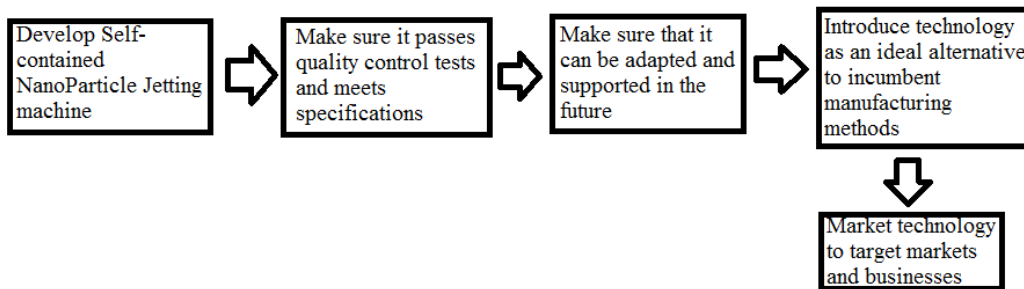 Develop Self-
contained
NanoParticle Jetting
machine
Make sure it passes
quality control tests
and meets
specifications
Make sure that it
can be adapted and
supported in the
future
Introduce technology
as an ideal alternative
to incumbent
manufacturing
methods
Market technology
to target markets
and businesses